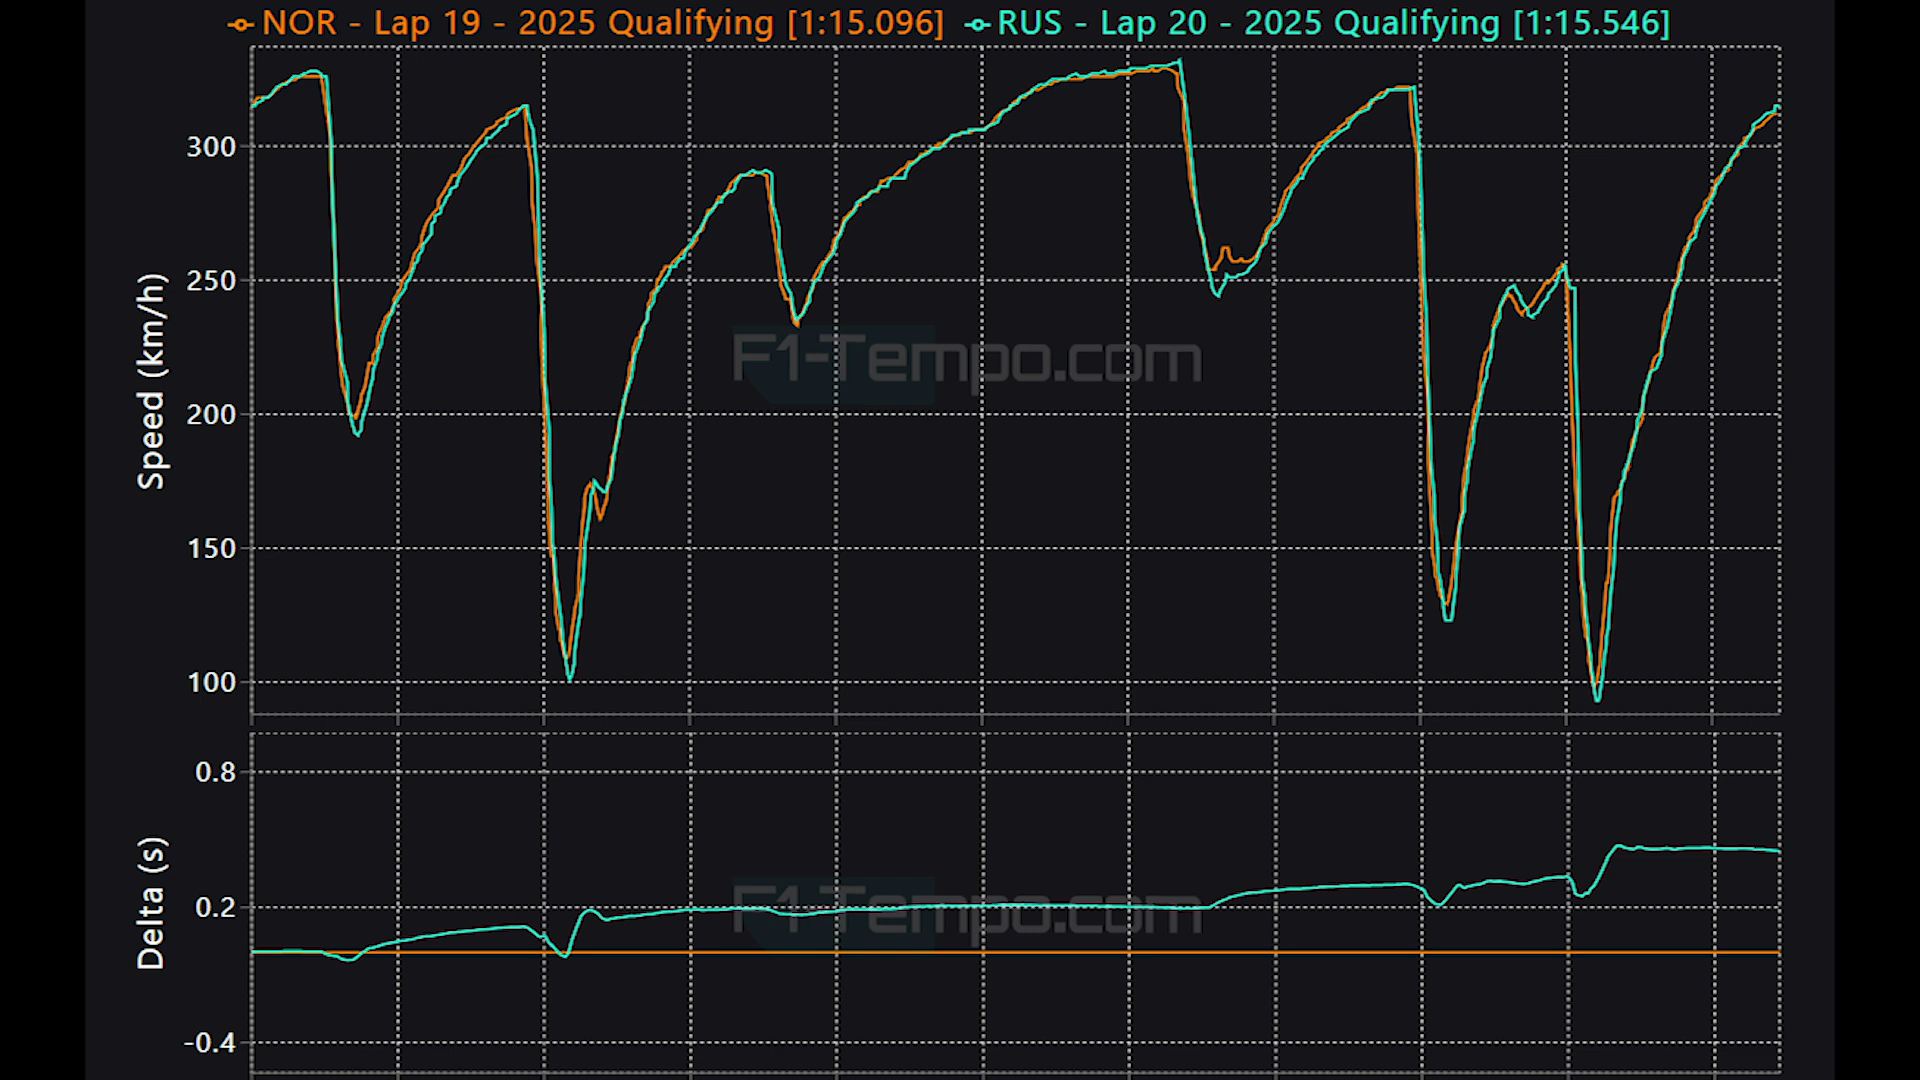 NOR - Lap 19 - 2025 Qualifying [1:15.096] RUS - Lap 20 - 2025 Qualifying [1:15.546]
300
250
200
150
100
Speed (km/h)
F1-Tempo.com
0.8
0.2
-0.4
Delta (s)
F1-Tempo.com